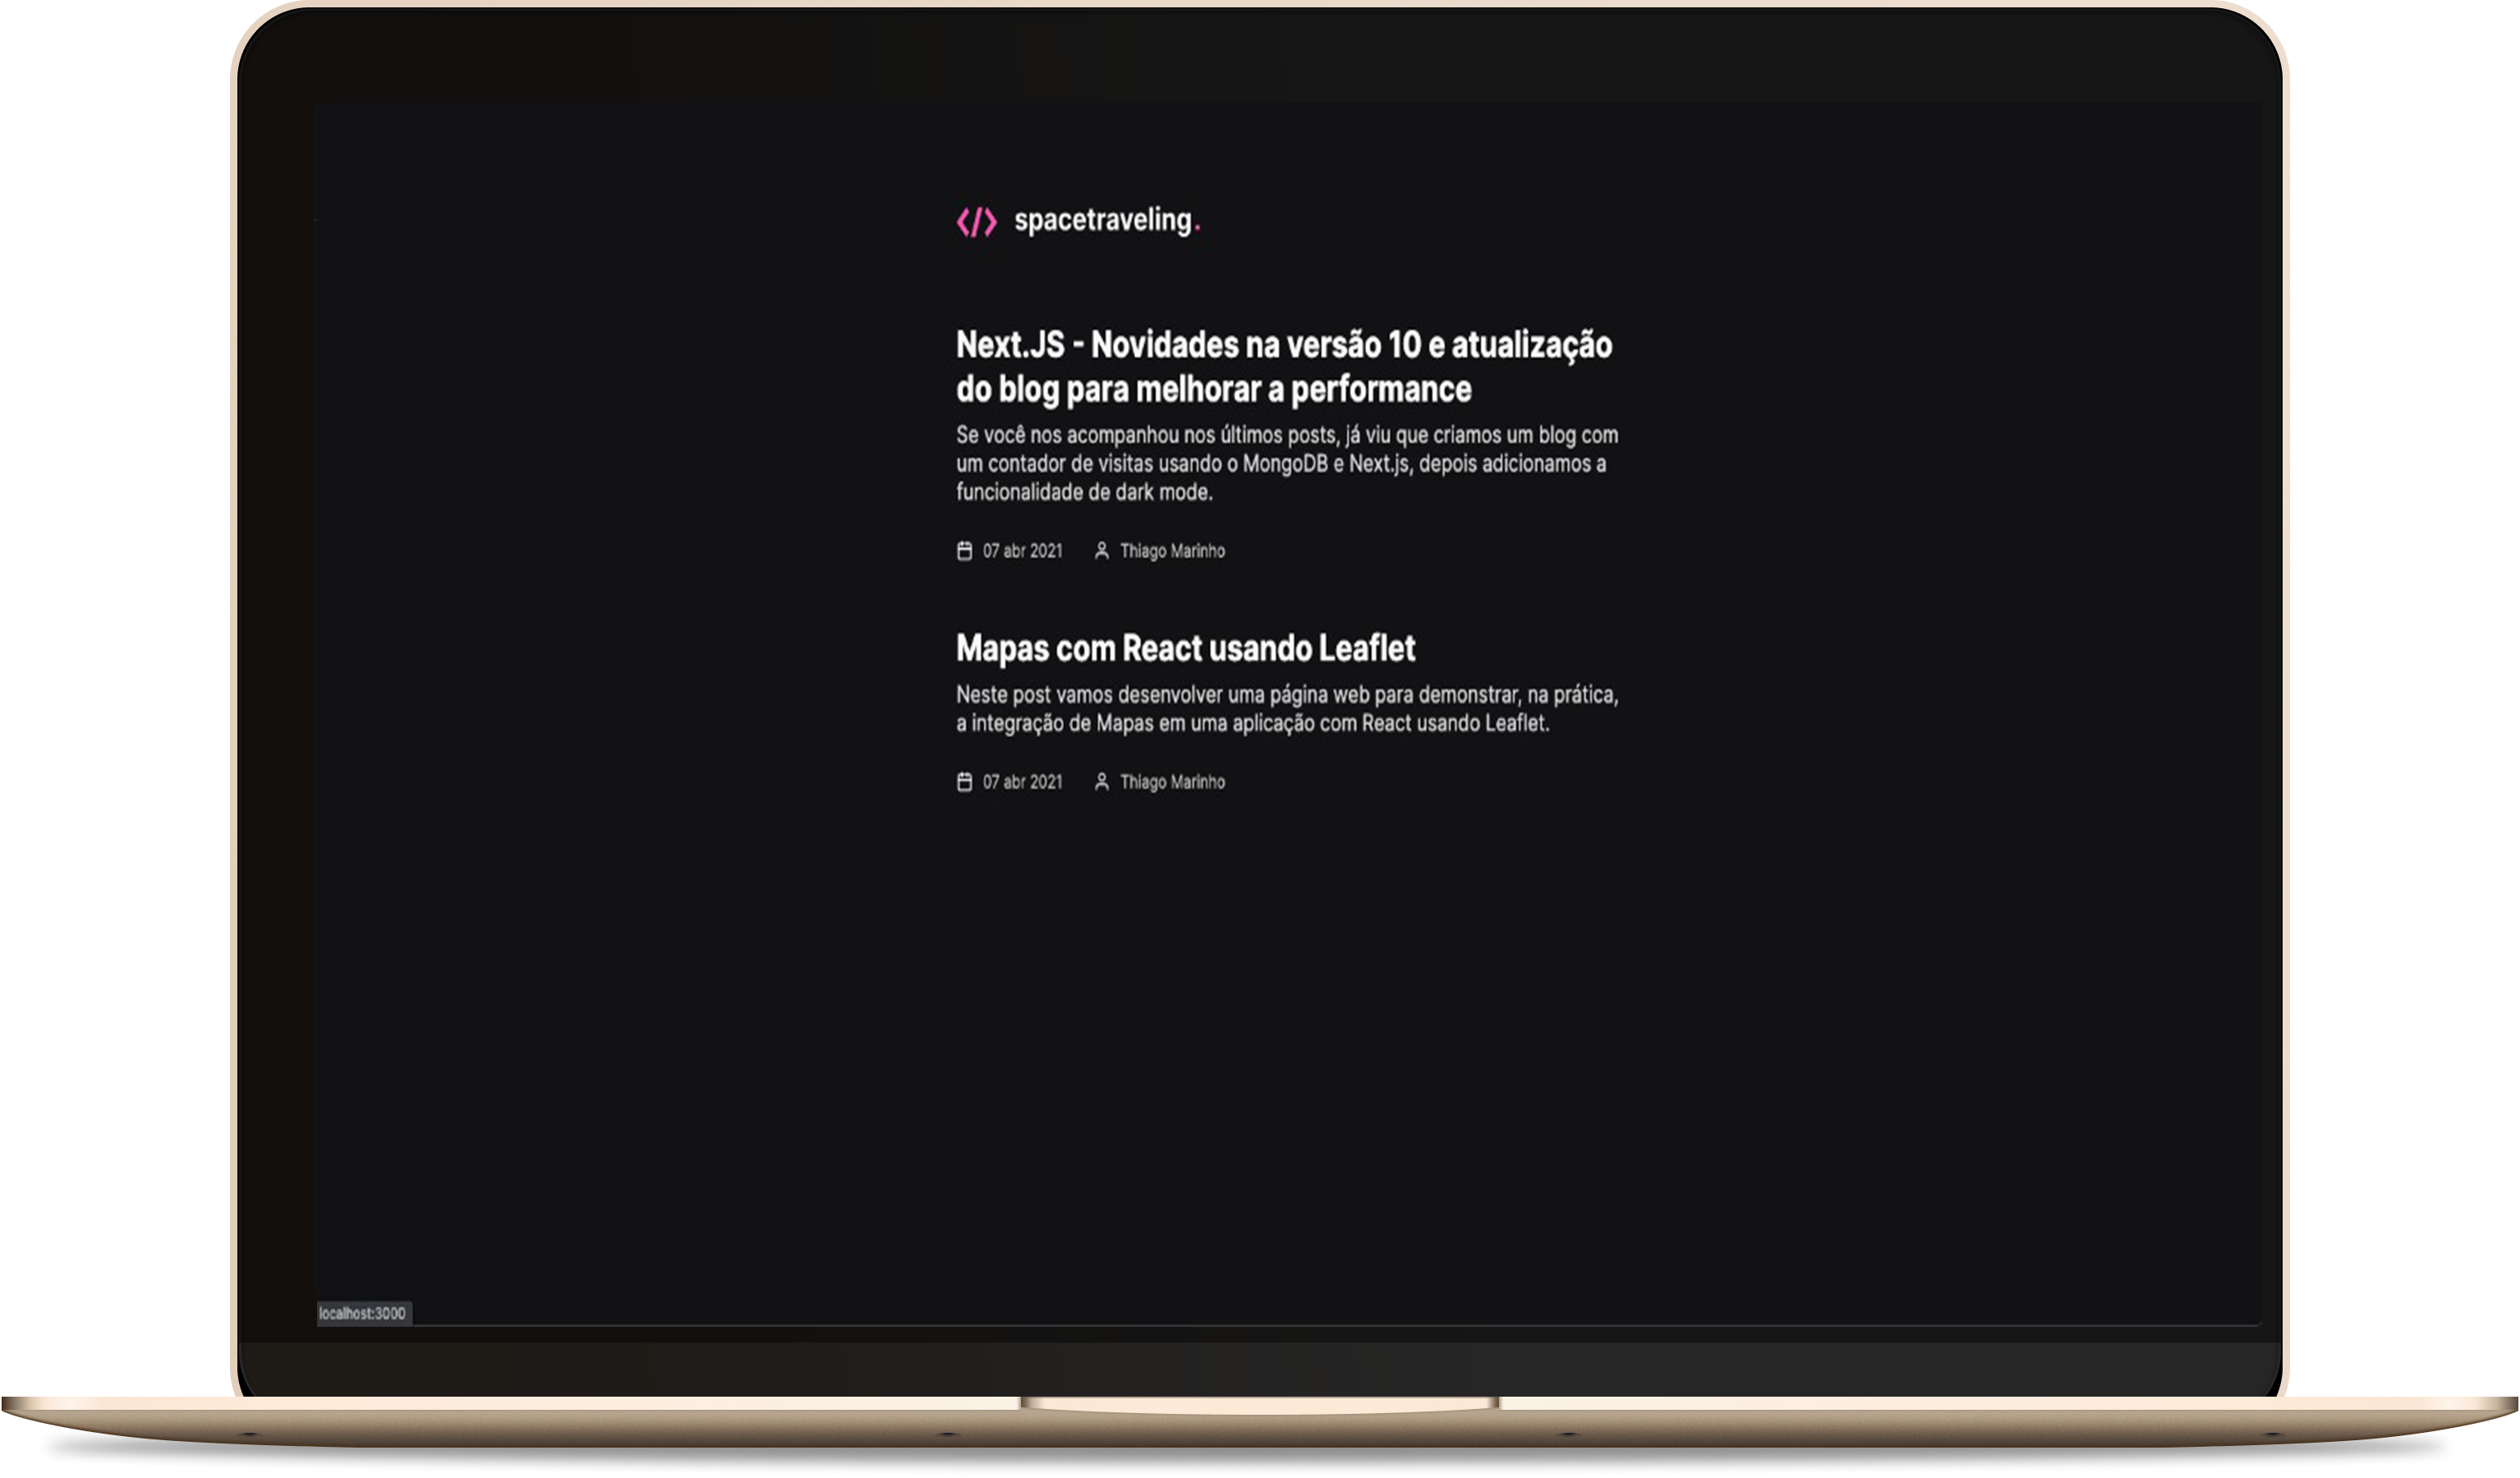 </> spacetraveling.
Next.JS - Novidades na versão 10 e atualização
do blog para melhorar a performance
Se você nos acompanhou nos últimos posts, já viu que criamos um blog com
um contador de visitas usando o MongoDB e Next.js, depois adicionamos a
funcionalidade de dark mode.
07 abr 2021 Thiago Marinho
Mapas com React usando Leaflet
Neste post vamos desenvolver uma página web para demonstrar, na prática,
a integração de Mapas em uma aplicação com React usando Leaflet.
07 abr 2021 Thiago Marinho
localhost:3000